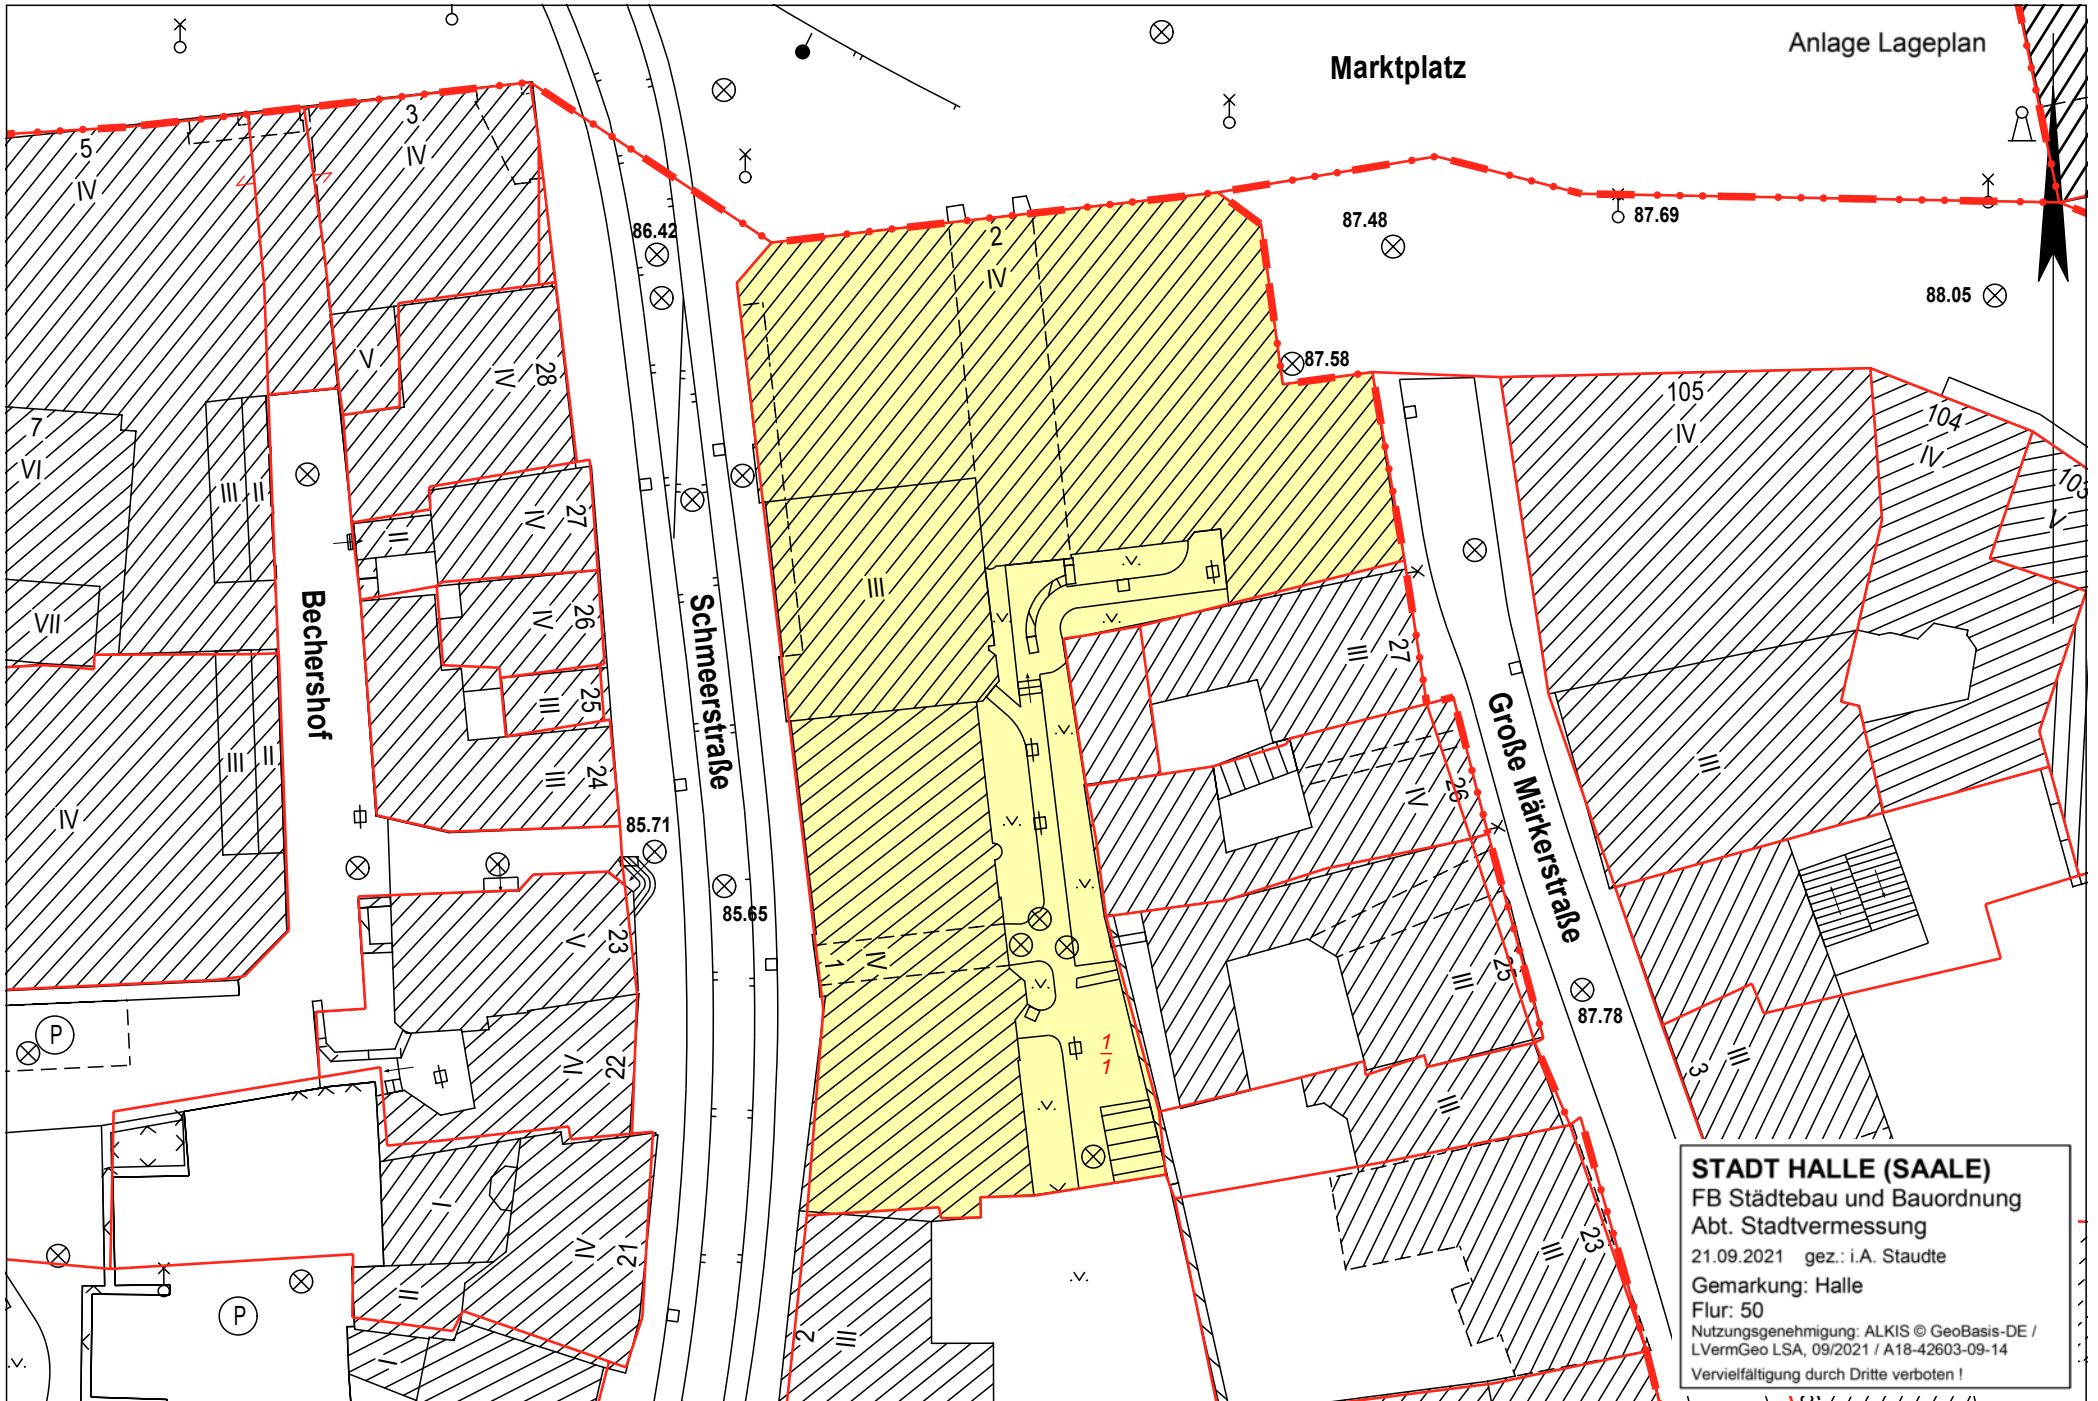 Anlage Lageplan
Marktplatz
3
IV
5
IV
2
IV
86.42
87.48
87.69
88.05
87.58
V
IV
28
105
IV
104
IV
103
V
7
VI
III
II
27
IV
II
III
VII
Bechershof
IV
26
Schmeerstraße
III
25
III
27
III
24
III
II
IV
Große Märkerstraße
IV
26
III
85.71
85.65
V
23
1
IV
III
25
87.78
P
IV
22
1
1
III
3
III
I
IV
21
II
P
I
2
III
III
23
STADT HALLE (SAALE)
FB Städtebau und Bauordnung
Abt. Stadtvermessung
21.09.2021 gez.: i.A. Staudte
Gemarkung: Halle
Flur: 50
Nutzungsgenehmigung: ALKIS © GeoBasis-DE /
LVermGeo LSA, 09/2021 / A18-42603-09-14
Vervielfältigung durch Dritte verboten !